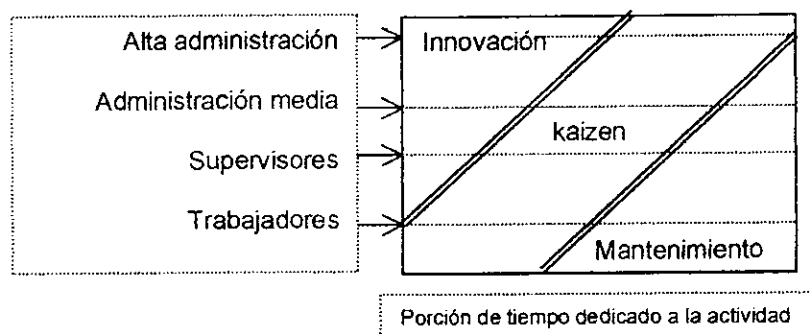 Alta administración
Innovación
Administración media
kaizen
Supervisores
Trabajadores
Mantenimiento
Porción de tiempo dedicado a la actividad